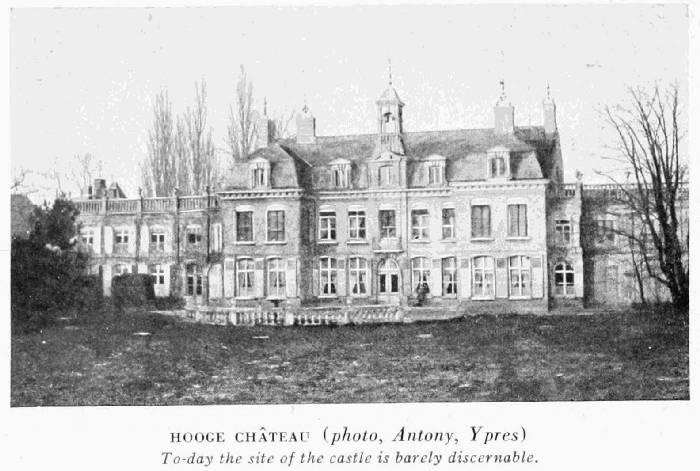 HOOGE CHÂTEAU (photo, Antony, Ypres)
To-day the site of the castle is barely discernable.